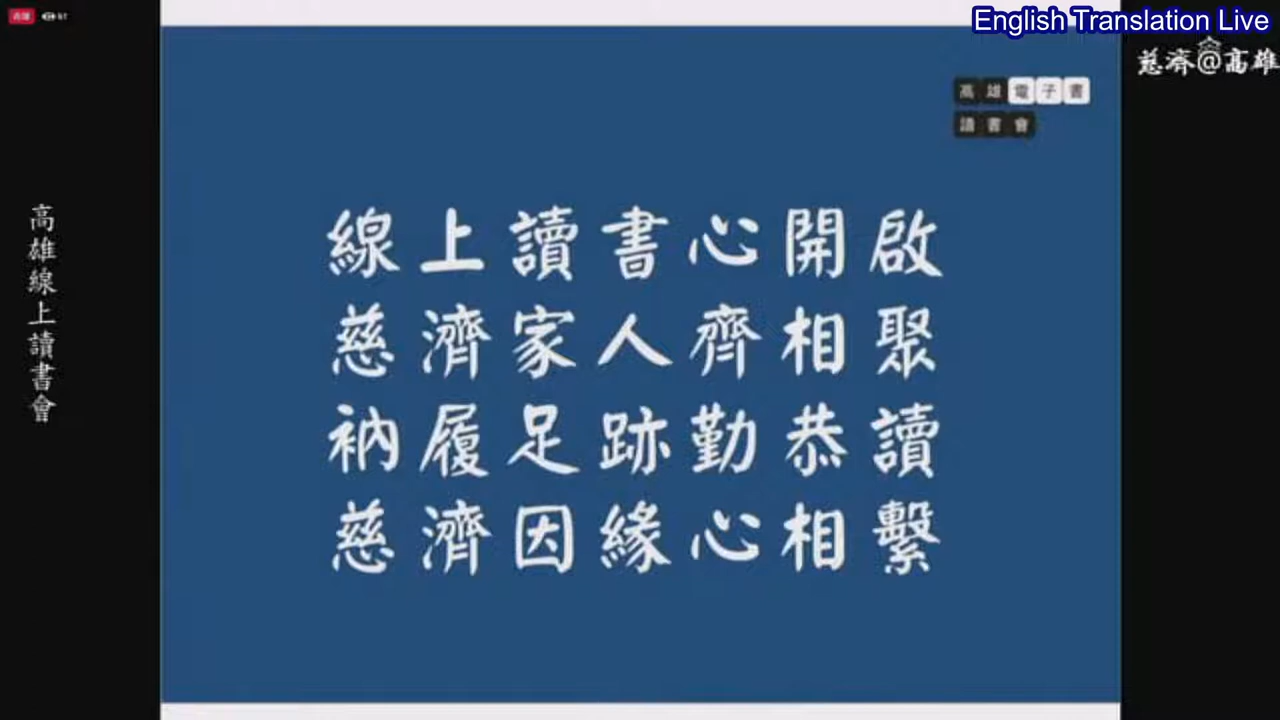 English Translation Live
慈濟@高雄
高雄電子書
讀書會
高雄線上讀書會
線上讀書心開啟
慈濟家人齊相聚
衲履足跡勤恭讀
慈濟因緣心相繫